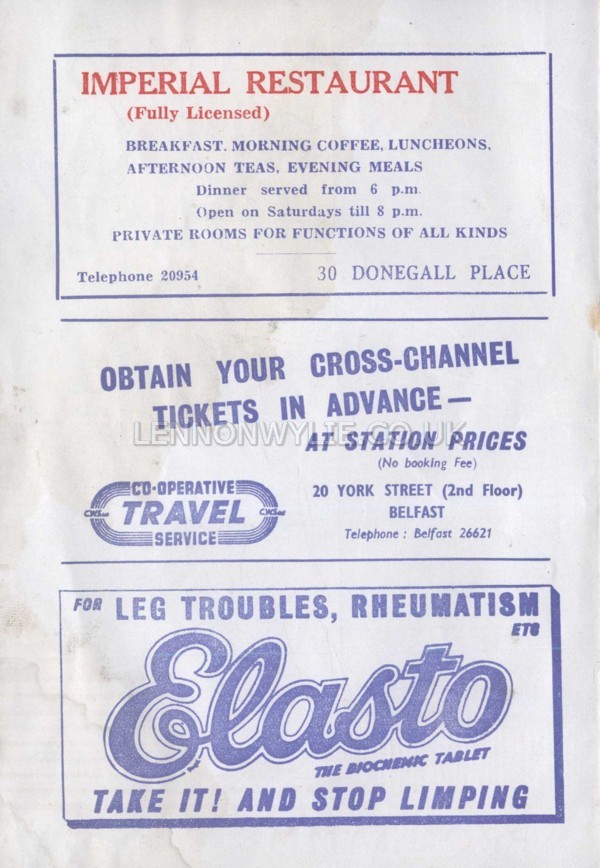 IMPERIAL RESTAURANT
(Fully Licensed)
BREAKFAST. MORNING COFFEE, LUNCHEONS,
AFTERNOON TEAS, EVENING MEALS
Dinner served from 6 p.m.
Open on Saturdays till 8 p.m.
PRIVATE ROOMS FOR FUNCTIONS OF ALL KINDS
Telephone 20954 30 DONEGALL PLACE
OBTAIN YOUR CROSS-CHANNEL
TICKETS IN ADVANCE—
LENNONWYLIE.CO.UK
AT STATION PRICES
(No booking Fee)
CO-OPERATIVE
TRAVEL
SERVICE
20 YORK STREET (2nd Floor)
BELFAST
Telephone : Belfast 26621
FOR LEG TROUBLES, RHEUMATISM
ETC
Elasto
THE BIOCHEMIC TABLET
TAKE IT! AND STOP LIMPING